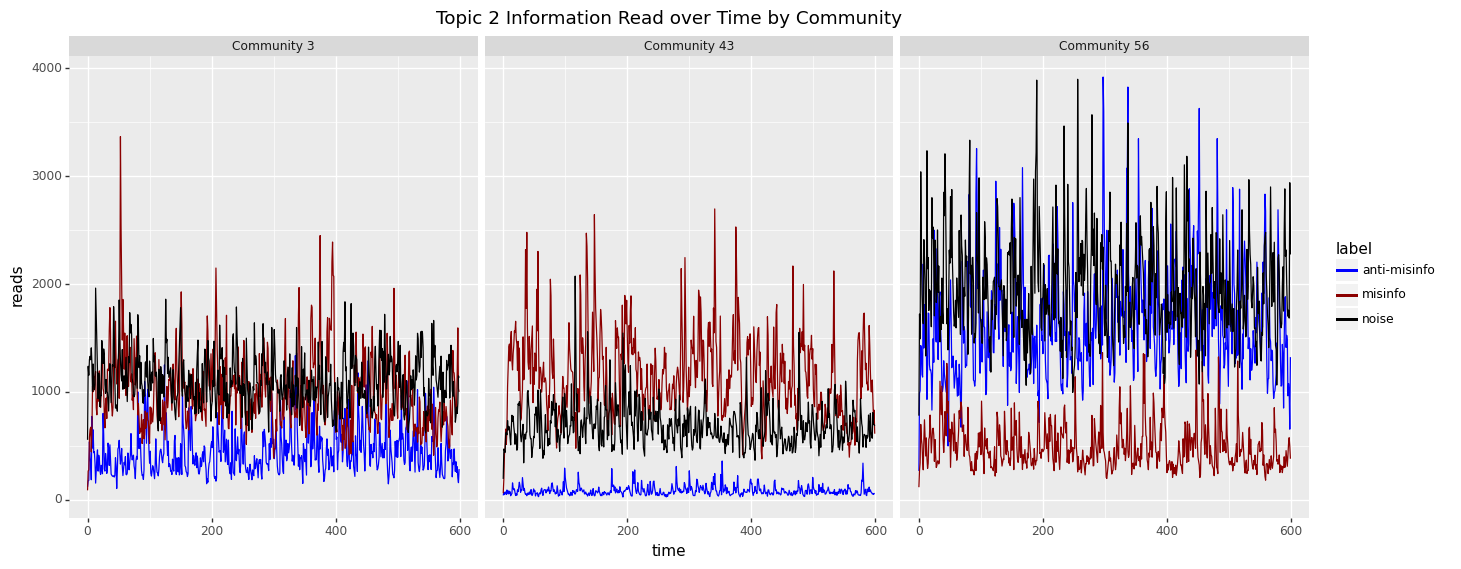 Topic 2 Information Read over Time by Community
Community 3
Community 43
Community 56
4000
3000
2000
1000
0
reads
0 200 400 600
0 200 400 600
0 200 400 600
time
label
anti-misinfo
misinfo
noise